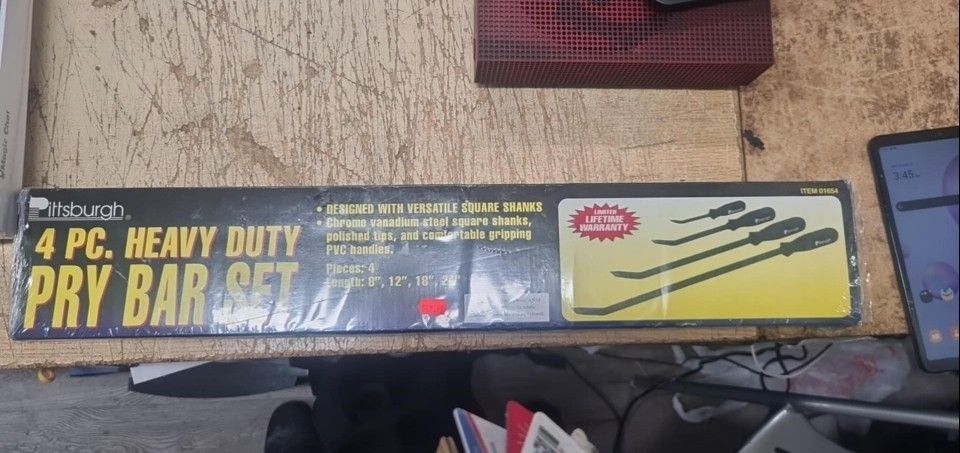 Pittsburgh
4 PC. HEAVY DUTY
PRY BAR SET
• DESIGNED WITH VERSATILE SQUARE SHANKS
Chrome vanadium steel square shanks,
polished tips, and comfortable gripping
PVC handles.
Pieces: 4
Length: 8", 12", 18",
LIMITED
LIFETIME
WARRANTY
ITEM 01654
3:45